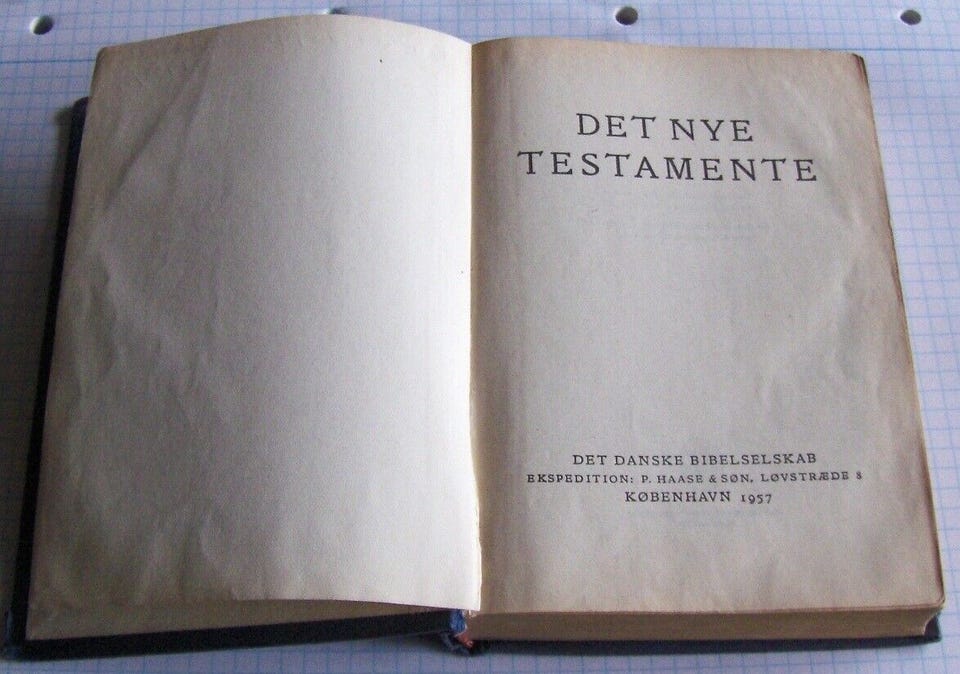 DET NYE
TESTAMENTE
DET DANSKE BIBELSELSKAB
EKSPEDITION: P. HAASE & SØN, LØVSTRÆDE 8
KØBENHAVN 1957